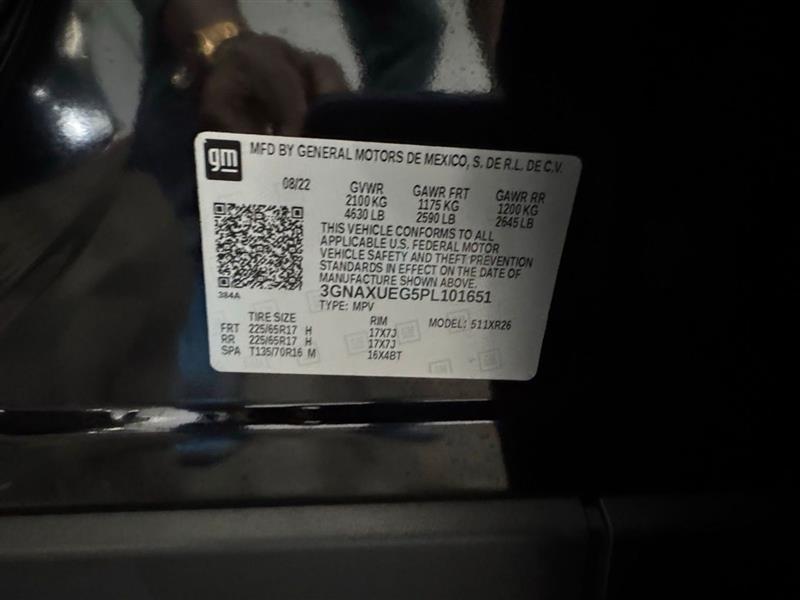 gm MFD BY GENERAL MOTORS DE MEXICO, S. DE R.L. DE C.V.
08/22 GVWR GAWR FRT GAWR RR
2100 KG 1175 KG 1200 KG
4630 LB 2590 LB 2645 LB
THIS VEHICLE CONFORMS TO ALL
APPLICABLE U.S. FEDERAL MOTOR
VEHICLE SAFETY AND THEFT PREVENTION
STANDARDS IN EFFECT ON THE DATE OF
MANUFACTURE SHOWN ABOVE.
384A
3GNAXUEG5PL101651
TYPE: MPV
TIRE SIZE RIM MODEL: 511XR26
FRT 225/65R17 H 17X7J
RR 225/65R17 H 17X7J
SPA T135/70R16 M 16X4BT